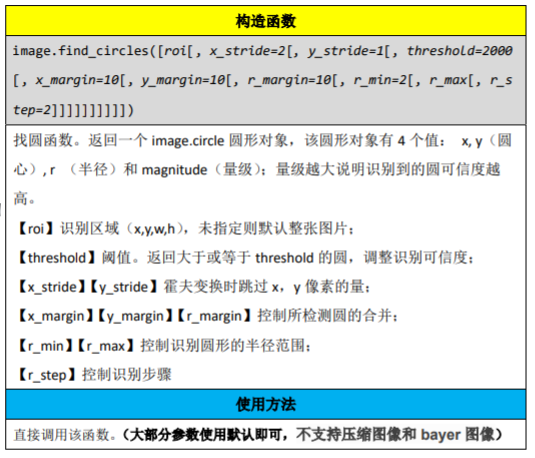 构造函数
image.find_circles([roi[, x_stride=2[, y_stride=1[, threshold=2000
[, x_margin=10[, y_margin=10[, r_margin=10[, r_min=2[, r_max[, r_s
tep=2]]]]]]]]]])
找圆函数。返回一个 image.circle 圆形对象，该圆形对象有 4 个值： x, y（圆
心）, r （半径）和 magnitude（量级）；量级越大说明识别到的圆可信度越
高。
【roi】识别区域（x,y,w,h），未指定则默认整张图片；
【threshold】阈值。返回大于或等于 threshold 的圆，调整识别可信度；
【x_stride】【y_stride】霍夫变换时跳过 x，y 像素的量；
【x_margin】【y_margin】【r_margin】控制所检测圆的合并；
【r_min】【r_max】控制识别圆形的半径范围；
【r_step】控制识别步骤
使用方法
直接调用该函数。（大部分参数使用默认即可，不支持压缩图像和 bayer 图像）